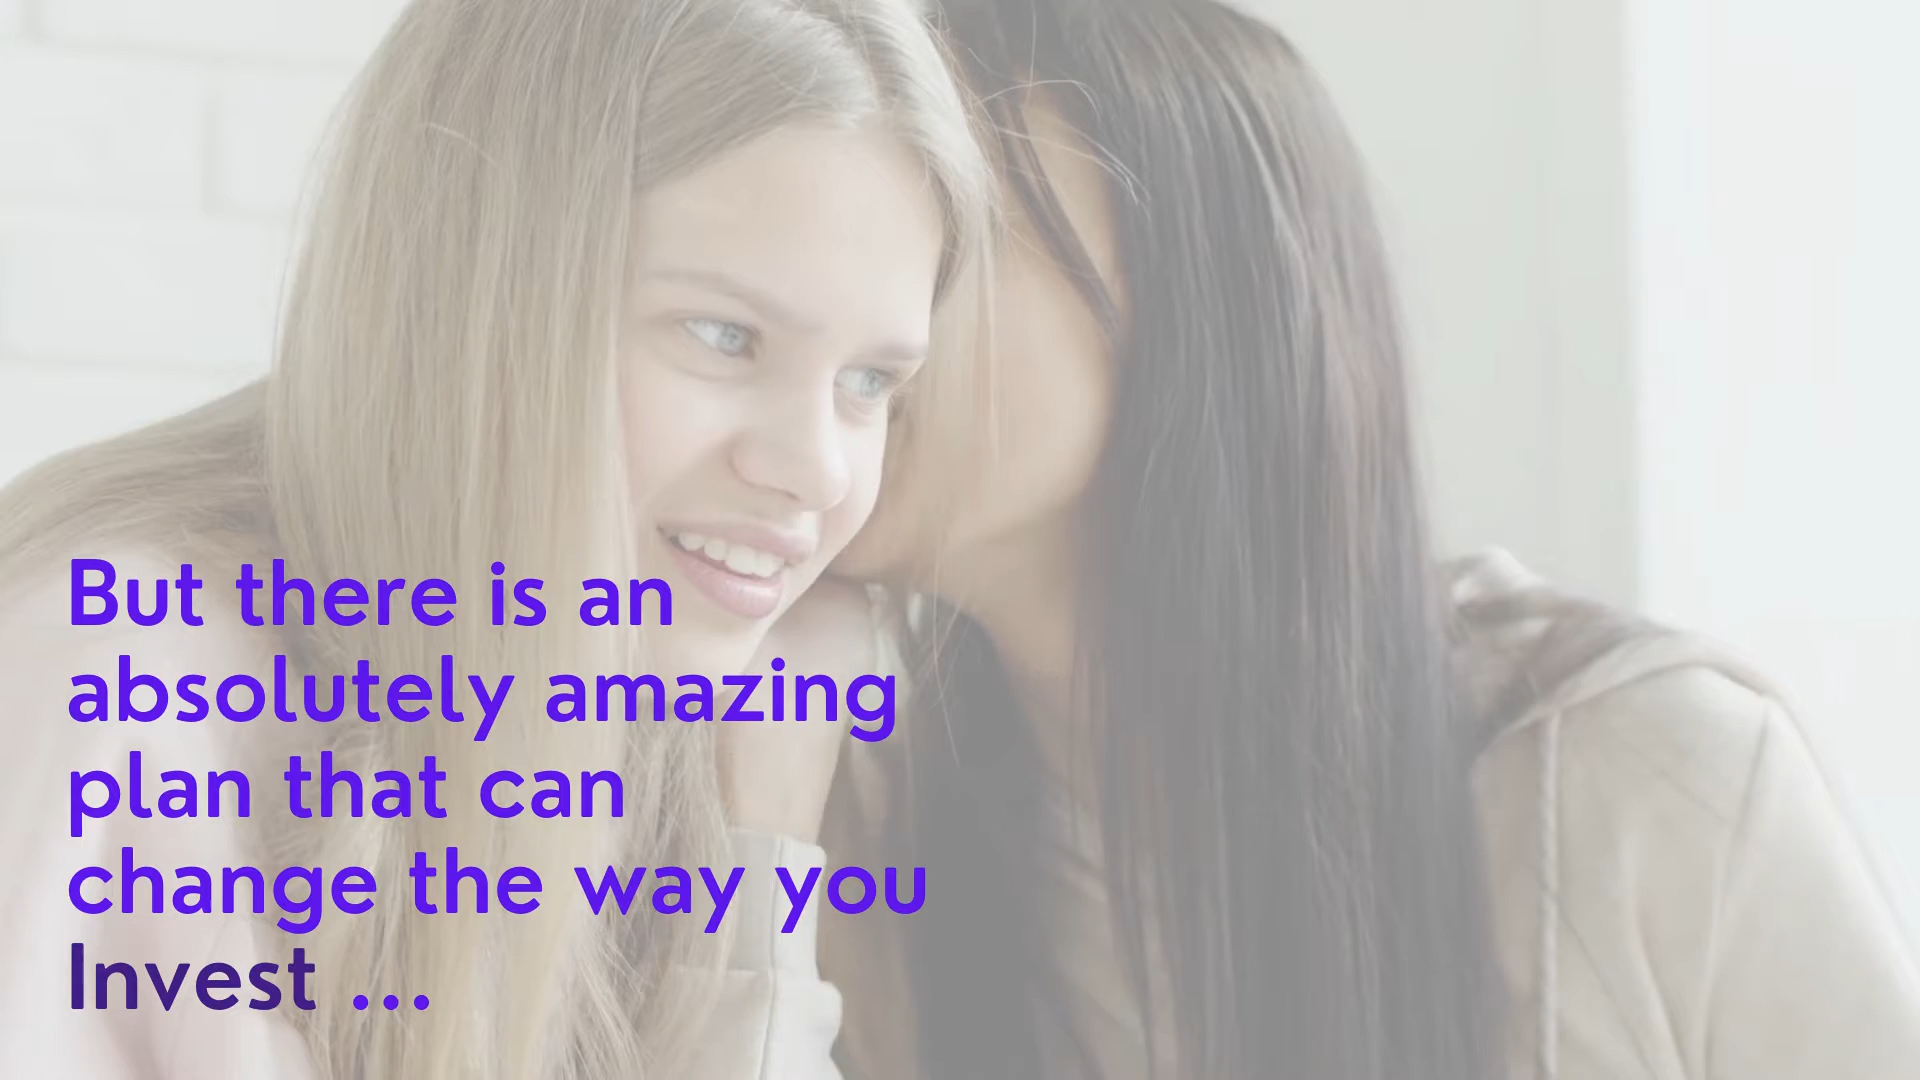 But there is an
absolutely amazing
plan that can
change the way you
Invest ...